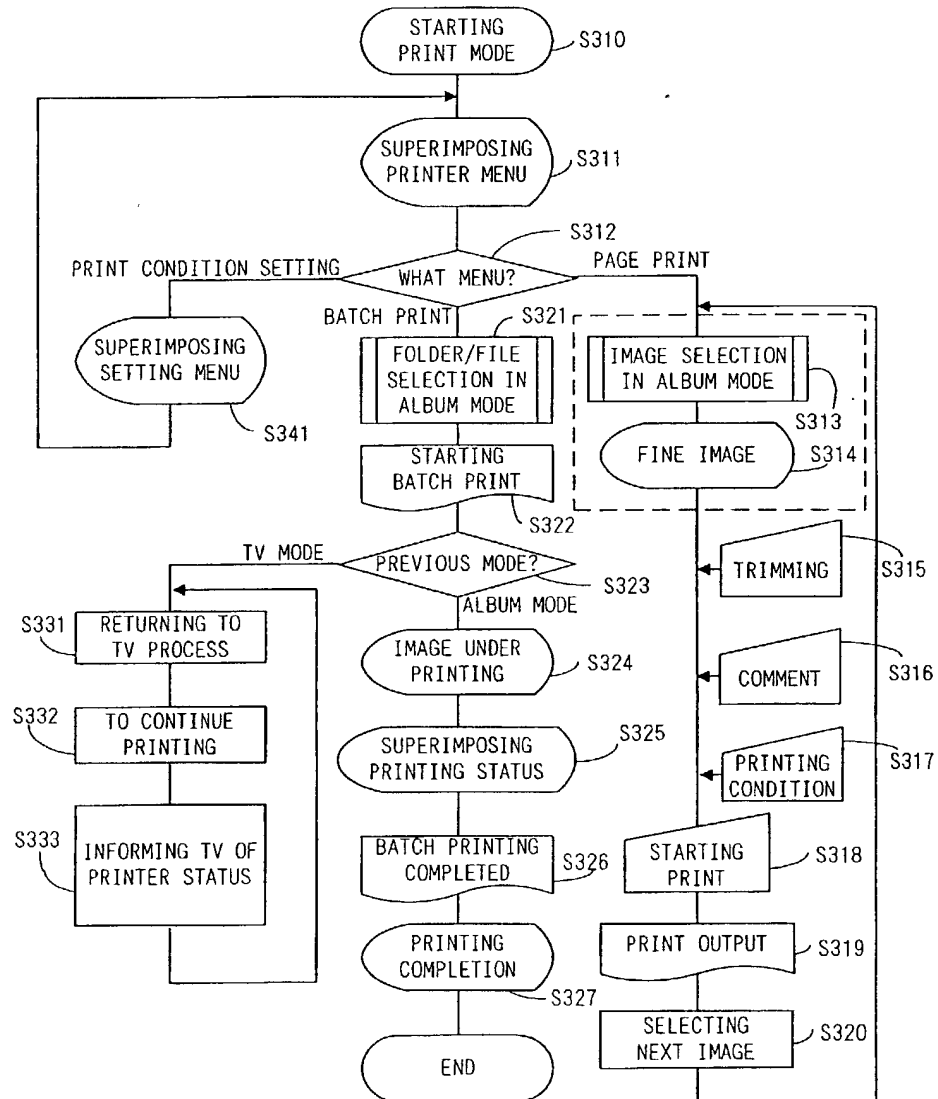 STARTING
PRINT MODE
S310
SUPERIMPOSING
PRINTER MENU
S311
S312
PRINT CONDITION SETTING
WHAT MENU?
PAGE PRINT
BATCH PRINT
S321
SUPERIMPOSING
SETTING MENU
S341
FOLDER/FILE
SELECTION IN
ALBUM MODE
IMAGE SELECTION
IN ALBUM MODE
S313
FINE IMAGE
S314
STARTING
BATCH PRINT
S322
TV MODE
PREVIOUS MODE?
S323
ALBUM MODE
TRIMMING
S315
S331
RETURNING TO
TV PROCESS
IMAGE UNDER
PRINTING
S324
COMMENT
S316
S332
TO CONTINUE
PRINTING
SUPERIMPOSING
PRINTING STATUS
S325
PRINTING
CONDITION
S317
S333
INFORMING TV OF
PRINTER STATUS
BATCH PRINTING
COMPLETED
S326
STARTING
PRINT
S318
PRINTING
COMPLETION
S327
PRINT OUTPUT
S319
SELECTING
NEXT IMAGE
S320
END